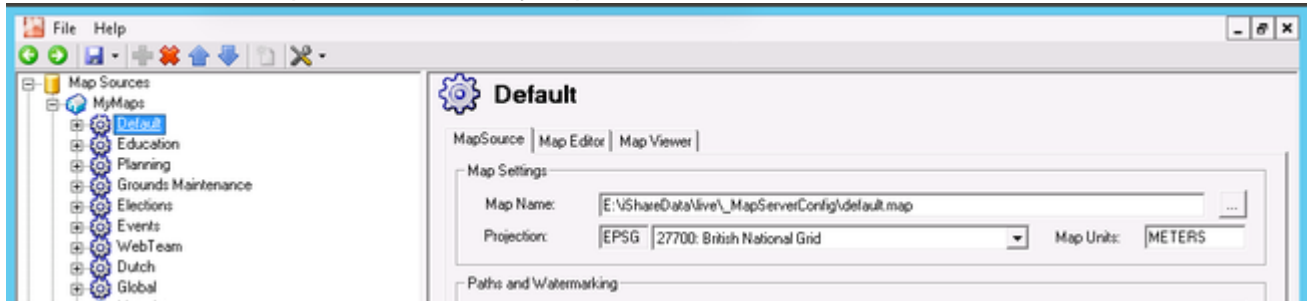 File Help
Map Sources
MyMaps
Default
Education
Planning
Grounds Maintenance
Elections
Events
WebTeam
Dutch
Global
Default
MapSource Map Editor Map Viewer
Map Settings
Map Name: E:\iShareData\live\_MapServerConfig\default.map ...
Projection: EPSG 27700: British National Grid Map Units: METERS
Paths and Watermarking